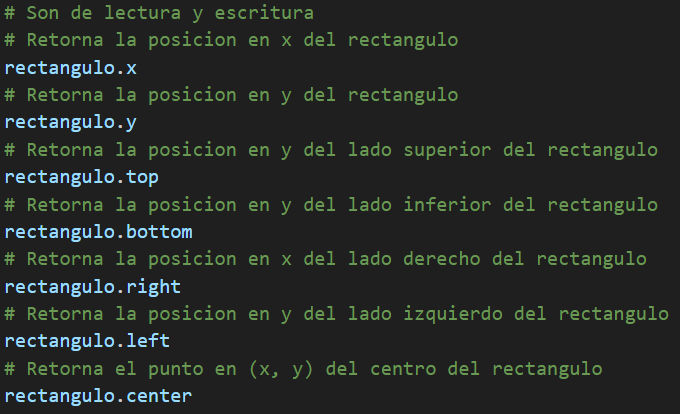 # Son de lectura y escritura
# Retorna la posicion en x del rectangulo
rectangulo.x
# Retorna la posicion en y del rectangulo
rectangulo.y
# Retorna la posicion en y del lado superior del rectangulo
rectangulo.top
# Retorna la posicion en y del lado inferior del rectangulo
rectangulo.bottom
# Retorna la posicion en x del lado derecho del rectangulo
rectangulo.right
# Retorna la posicion en y del lado izquierdo del rectangulo
rectangulo.left
# Retorna el punto en (x, y) del centro del rectangulo
rectangulo.center